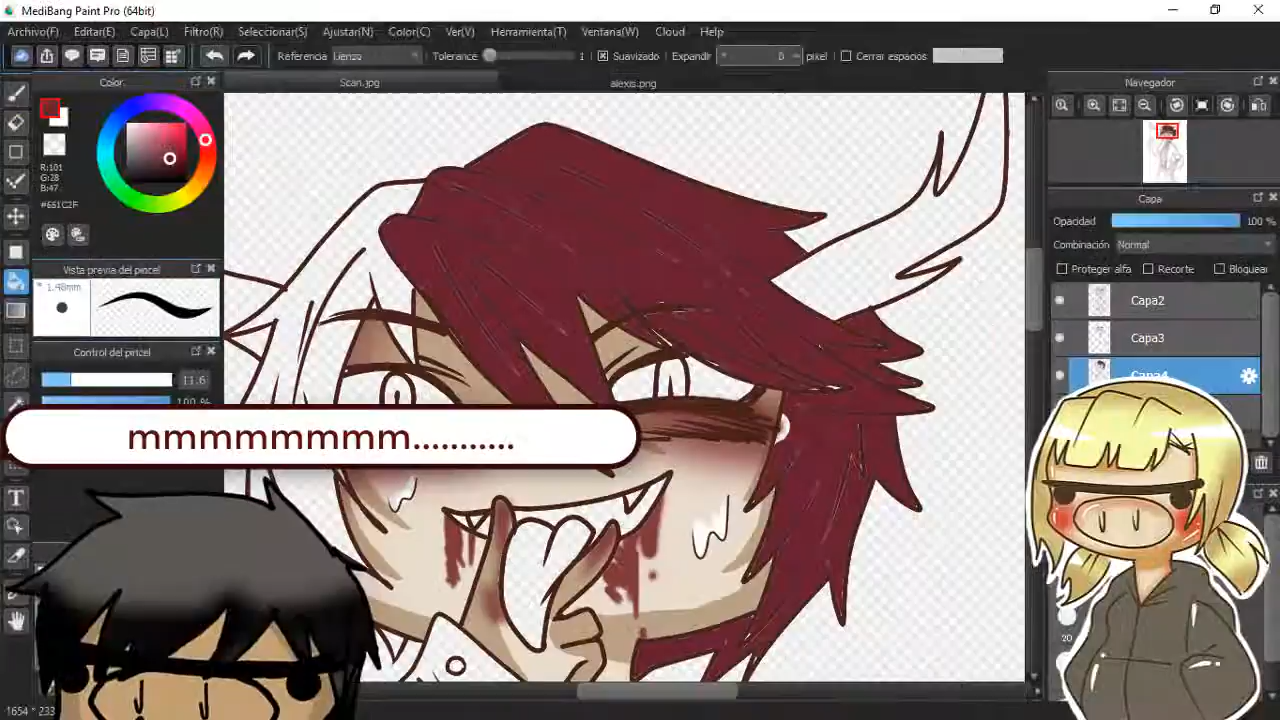 MediBang Paint Pro (64bit)
Archivo(F) Editar(E) Capa(L) Filtro(R) Seleccionar(S) Ajustar(N) Color(C) Ver(V) Herramienta(T) Ventana(W) Cloud Help
Referencia Lienzo Tolerance 1 Suavizado Expandir 0 pixel Cerrar espacios
Color Scan.jpg alexis.png Navegador
R:101
G:28
B:47
#651C2F
Capa
Opacidad 100 %
Combinación Normal
Proteger alfa Recorte Bloquear
Vista previa del pincel
1.48mm
Capa2
Control del pincel
Capa3
11.6
Capa4
100 %
mmmmmmmm...........
T
20